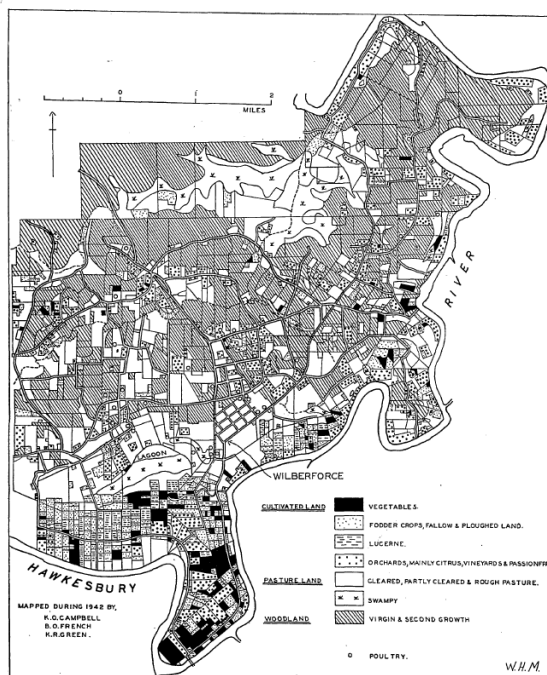 0 1 2
MILES
RIVER
LAGOON
WILBERFORCE
HAWKESBURY
CULTIVATED LAND
VEGETABLES.
FODDER CROPS, FALLOW & PLOUGHED LAND.
LUCERNE.
ORCHARDS, MAINLY CITRUS, VINEYARDS & PASSIONFR
PASTURE LAND
CLEARED, PARTLY CLEARED & ROUGH PASTURE.
SWAMPY
WOODLAND
VIRGIN & SECOND GROWTH
POULTRY.
MAPPED DURING 1942 BY,
K.O.CAMPBELL
B.O.FRENCH
K.R.GREEN.
W.H.M.